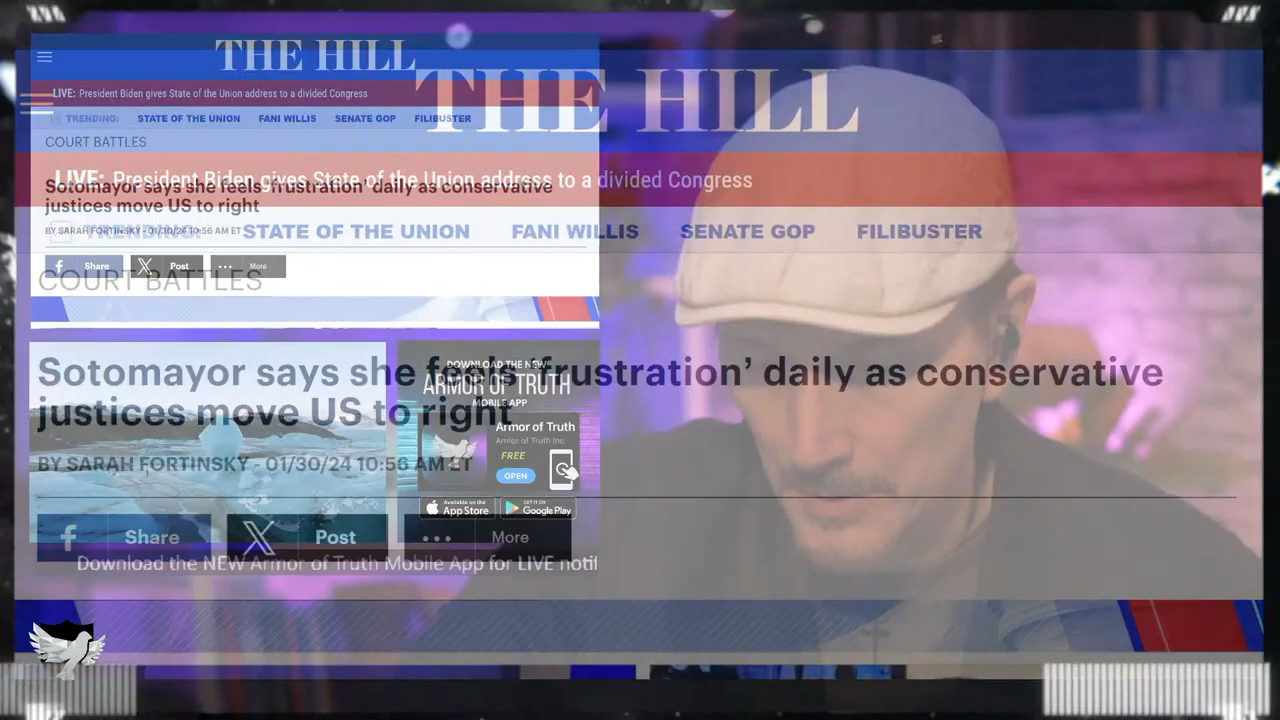 THE HILL
LIVE: President Biden gives State of the Union address to a divided Congress
TRENDING: STATE OF THE UNION FANI WILLIS SENATE GOP FILIBUSTER
COURT BATTLES
Sotomayor says she feels ‘frustration’ daily as conservative
justices move US to right
BY SARAH FORTINSKY - 01/30/24 10:56 AM ET
Share Post More
THE HILL
LIVE: President Biden gives State of the Union address to a divided Congress
TRENDING: STATE OF THE UNION FANI WILLIS SENATE GOP FILIBUSTER
COURT BATTLES
Sotomayor says she feels ‘frustration’ daily as conservative
justices move US to right
BY SARAH FORTINSKY - 01/30/24 10:56 AM ET
Share Post More
DOWNLOAD THE NEW
ARMOR OF TRUTH
MOBILE APP
Armor of Truth
Armor of Truth Inc.
FREE
OPEN
Available on the
App Store
GET IT ON
Google Play
Download the NEW Armor of Truth Mobile App for LIVE notif